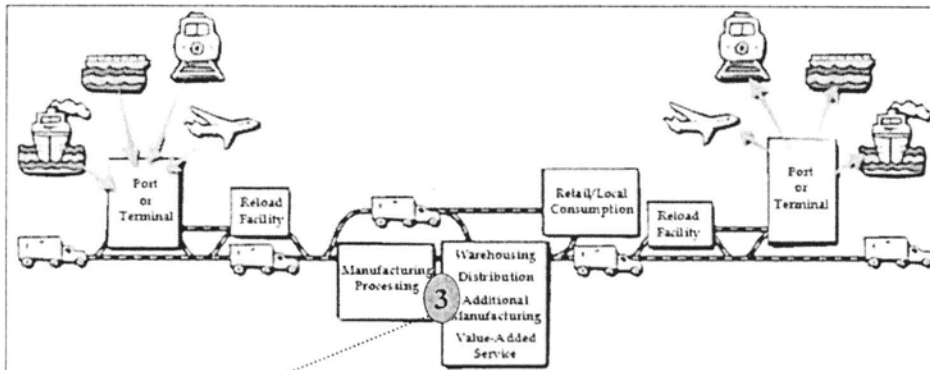 Port
or
Terminal
Reload
Facility
Manufacturing
Processing
3
Warehousing
Distribution
Additional
Manufacturing
Value-Added
Service
Retail/Local
Consumption
Reload
Facility
Port
or
Terminal